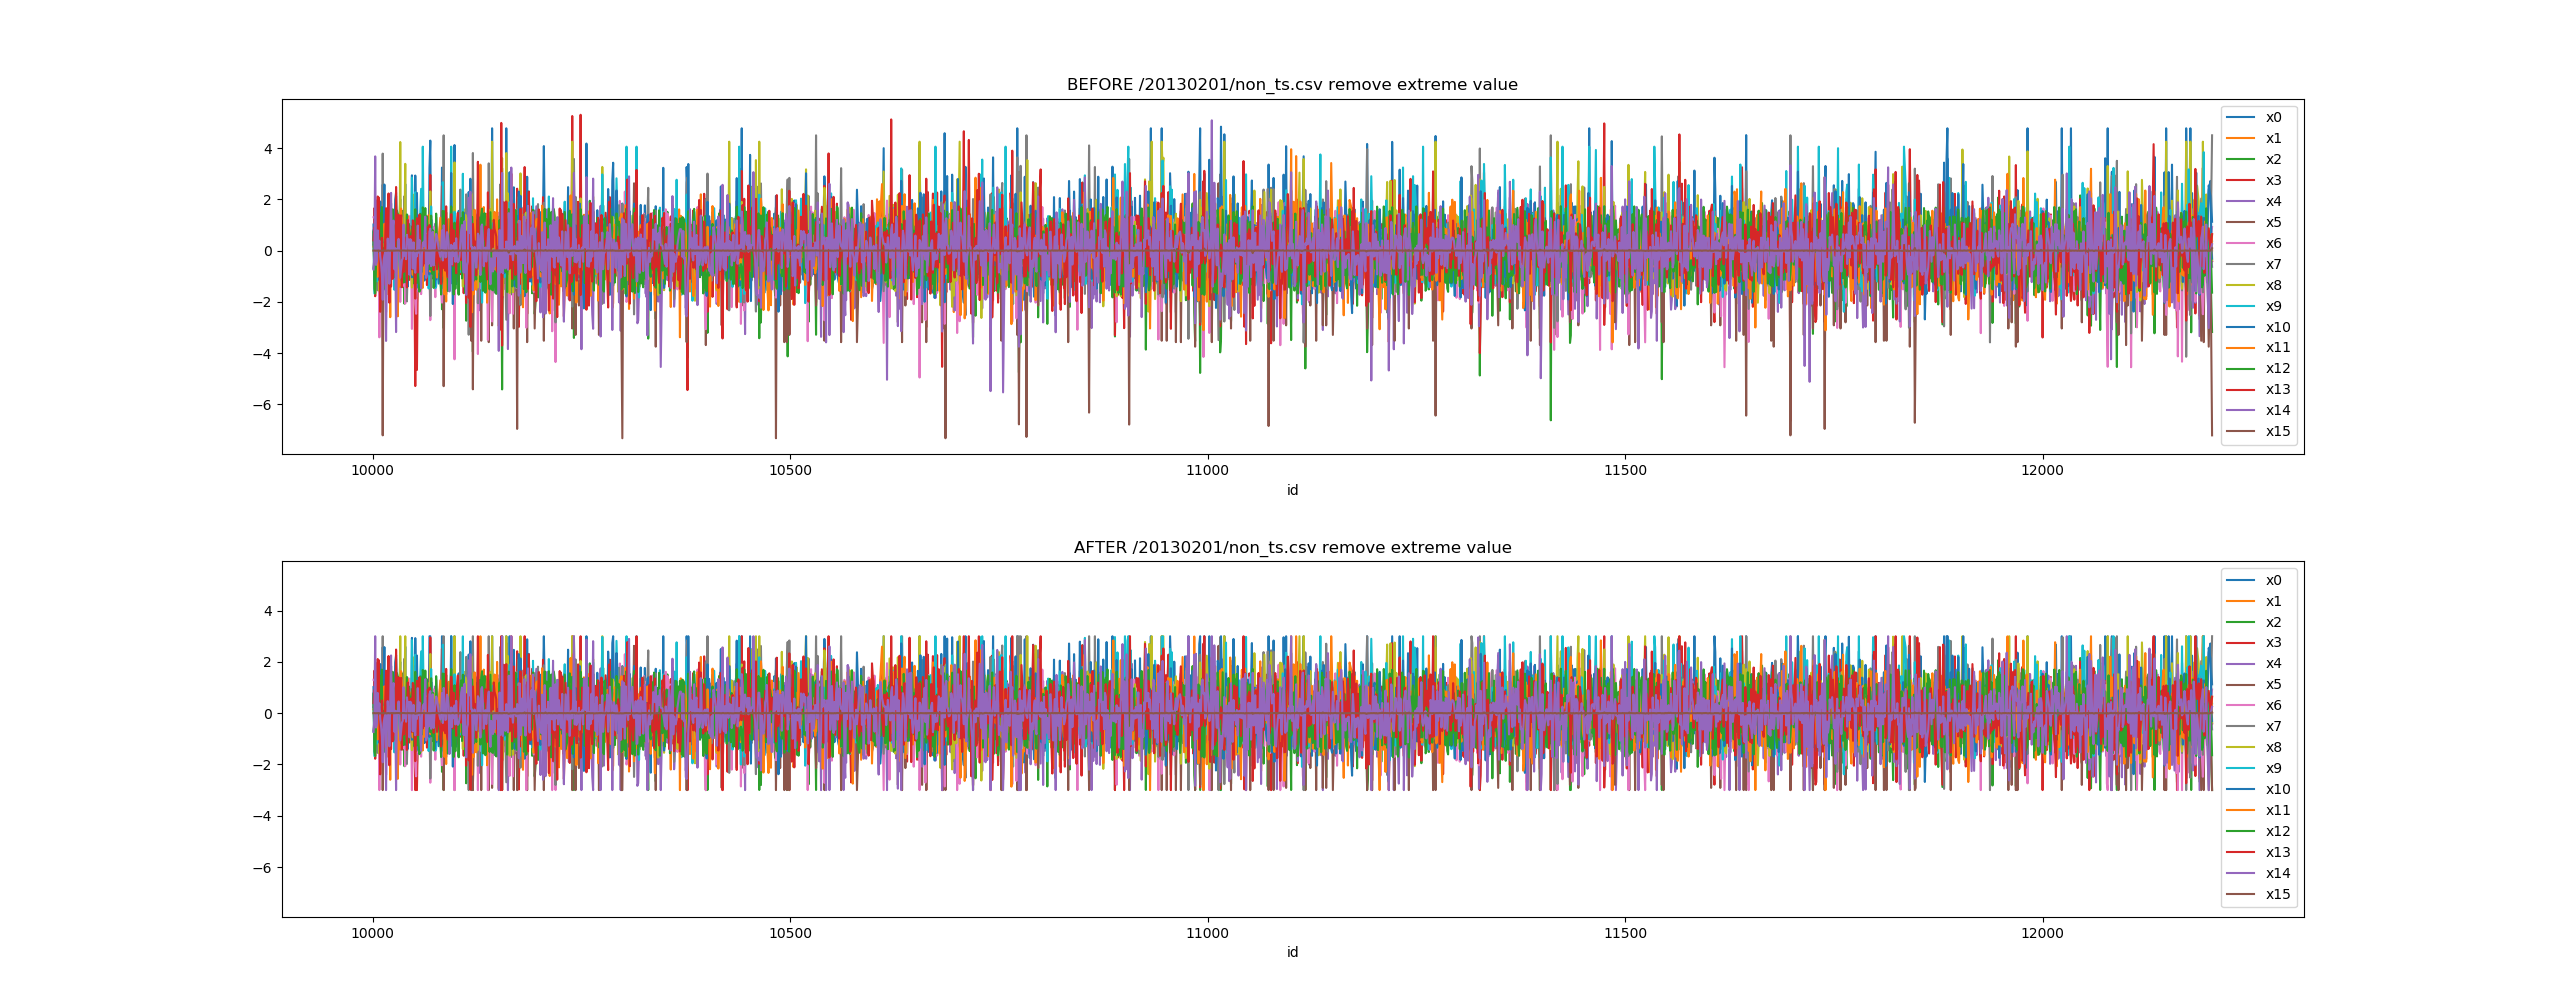 BEFORE /20130201/non_ts.csv remove extreme value
4
2
0
−2
−4
−6
10000 10500 11000 11500 12000
id
x0
x1
x2
x3
x4
x5
x6
x7
x8
x9
x10
x11
x12
x13
x14
x15
AFTER /20130201/non_ts.csv remove extreme value
4
2
0
−2
−4
−6
10000 10500 11000 11500 12000
id
x0
x1
x2
x3
x4
x5
x6
x7
x8
x9
x10
x11
x12
x13
x14
x15